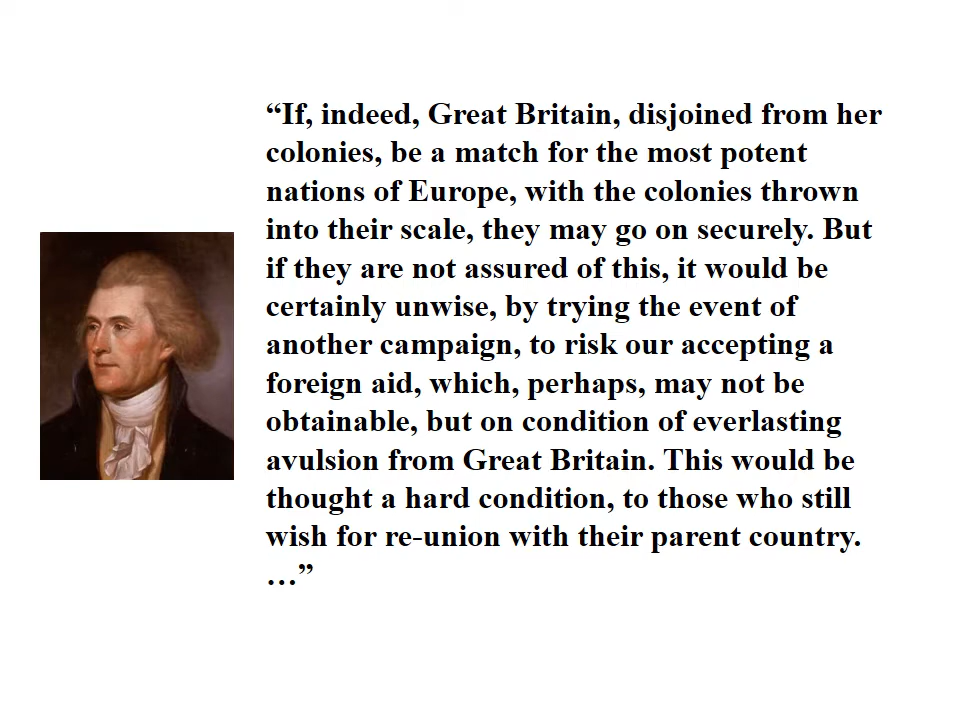 “If, indeed, Great Britain, disjoined from her
colonies, be a match for the most potent
nations of Europe, with the colonies thrown
into their scale, they may go on securely. But
if they are not assured of this, it would be
certainly unwise, by trying the event of
another campaign, to risk our accepting a
foreign aid, which, perhaps, may not be
obtainable, but on condition of everlasting
avulsion from Great Britain. This would be
thought a hard condition, to those who still
wish for re-union with their parent country.
…”